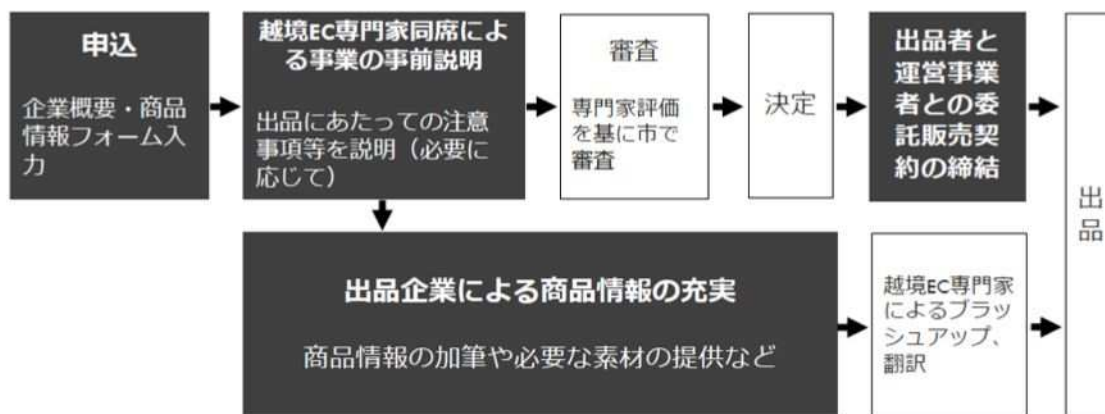 申込
企業概要・商品
情報フォーム入
力
越境EC専門家同席によ
る事業の事前説明
出品にあたっての注意
事項等を説明（必要に
応じて）
審査
専門家評価
を基に市で
審査
決定
出品者と
運営事業
者との委
託販売契
約の締結
出品企業による商品情報の充実
商品情報の加筆や必要な素材の提供など
越境EC専門家
によるブラッ
シュアップ、
翻訳
出
品